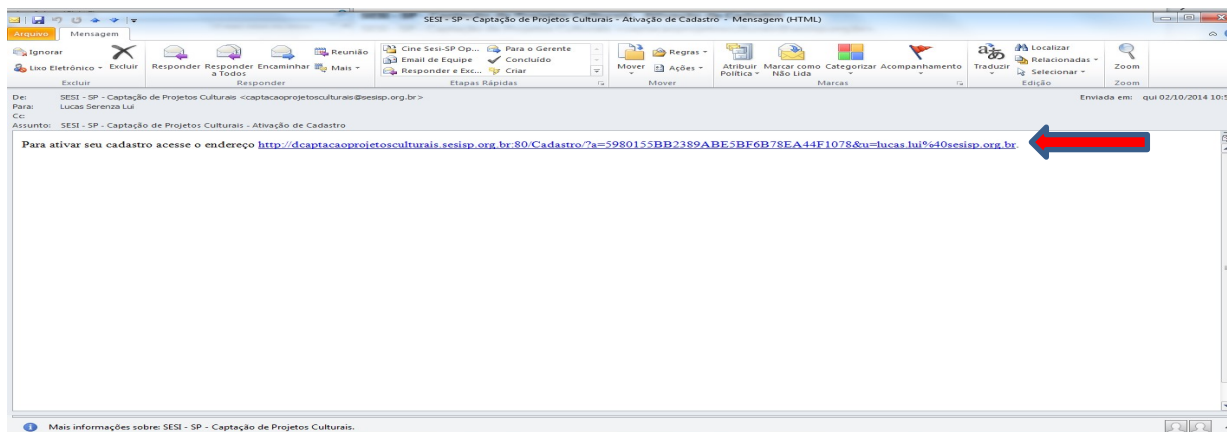 SESI - SP - Captação de Projetos Culturais - Ativação de Cadastro - Mensagem (HTML)
Arquivo Mensagem
Ignorar
Lixo Eletrônico
Excluir
Responder
Responder a Todos
Encaminhar
Reunião
Mais
Cine Sesi-SP Op...
Email de Equipe
Responder e Exc...
Para o Gerente
Concluído
Criar
Mover
Regras
Ações
Atribuir Política
Marcar como Não Lida
Categorizar
Acompanhamento
Traduzir
Localizar
Relacionadas
Selecionar
Zoom
Excluir Responder Etapas Rápidas Mover Marcas Edição Zoom
De: SESI - SP - Captação de Projetos Culturais <captacaoprojetosculturais@sesisp.org.br> Enviada em: qui 02/10/2014
Para: Lucas Serenza Lui
Cc:
Assunto: SESI - SP - Captação de Projetos Culturais - Ativação de Cadastro
Para ativar seu cadastro acesse o endereço http://dcaptacaoprojetosculturais.sesisp.org.br:80/Cadastro/?a=5980155BB2389ABE5BF6B78EA44F1078&u=lucas.lui%40sesisp.org.br.
Mais informações sobre: SESI - SP - Captação de Projetos Culturais.